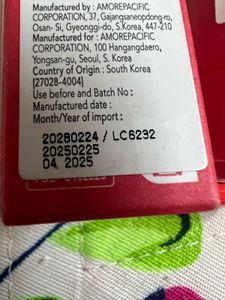 Manufactured by : AMOREPACIFIC
CORPORATION, 37, Gajangsaneopdong-ro,
Osan- Si, Gyeonggi-do, S.Korea, 447-210
Manufactured for : AMOREPACIFIC
CORPORATION, 100 Hangangdaero,
Yongsan-gu, Seoul, S. Korea
Country of Origin : South Korea
[27028-4004]
Use before and Batch No :
Manufactured date :
Month/Year of import :
20280224 / LC6232
20250225
04, 2025